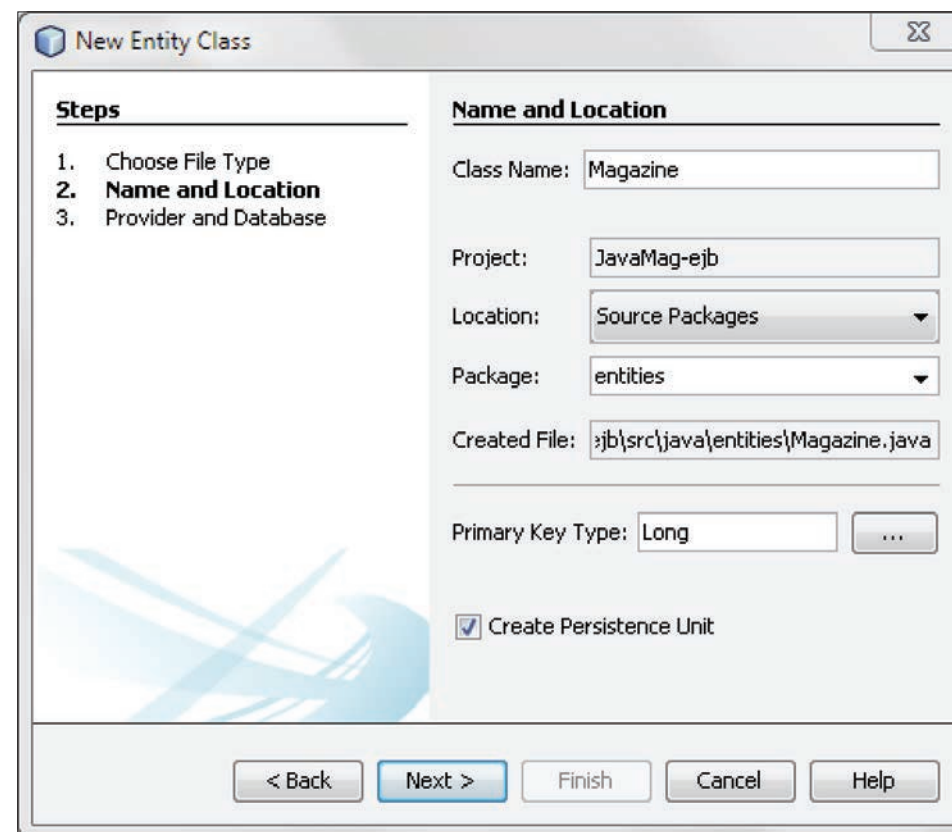 New Entity Class
Steps
1. Choose File Type
2. Name and Location
3. Provider and Database
Name and Location
Class Name: Magazine
Project: JavaMag-ejb
Location: Source Packages
Package: entities
Created File: ejb\src\java\entities\Magazine.java
Primary Key Type: Long ...
Create Persistence Unit
< Back Next > Finish Cancel Help